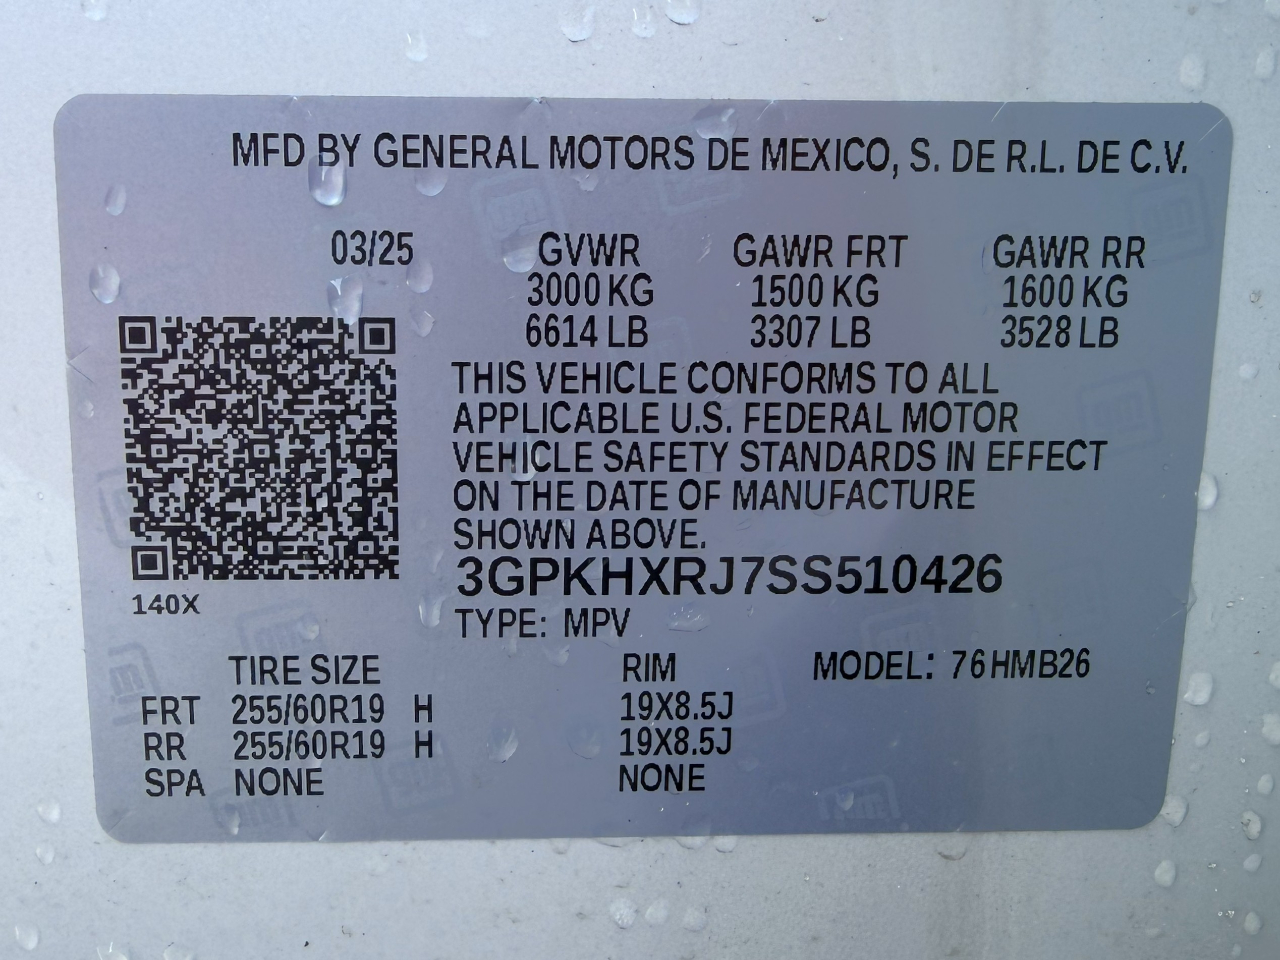 MFD BY GENERAL MOTORS DE MEXICO, S. DE R.L. DE C.V.
03/25 GVWR GAWR FRT GAWR RR
3000 KG 1500 KG 1600 KG
6614 LB 3307 LB 3528 LB
THIS VEHICLE CONFORMS TO ALL
APPLICABLE U.S. FEDERAL MOTOR
VEHICLE SAFETY STANDARDS IN EFFECT
ON THE DATE OF MANUFACTURE
SHOWN ABOVE.
3GPKHXRJ7SS510426
140X
TYPE: MPV
TIRE SIZE RIM MODEL: 76HMB26
FRT 255/60R19 H 19X8.5J
RR 255/60R19 H 19X8.5J
SPA NONE NONE